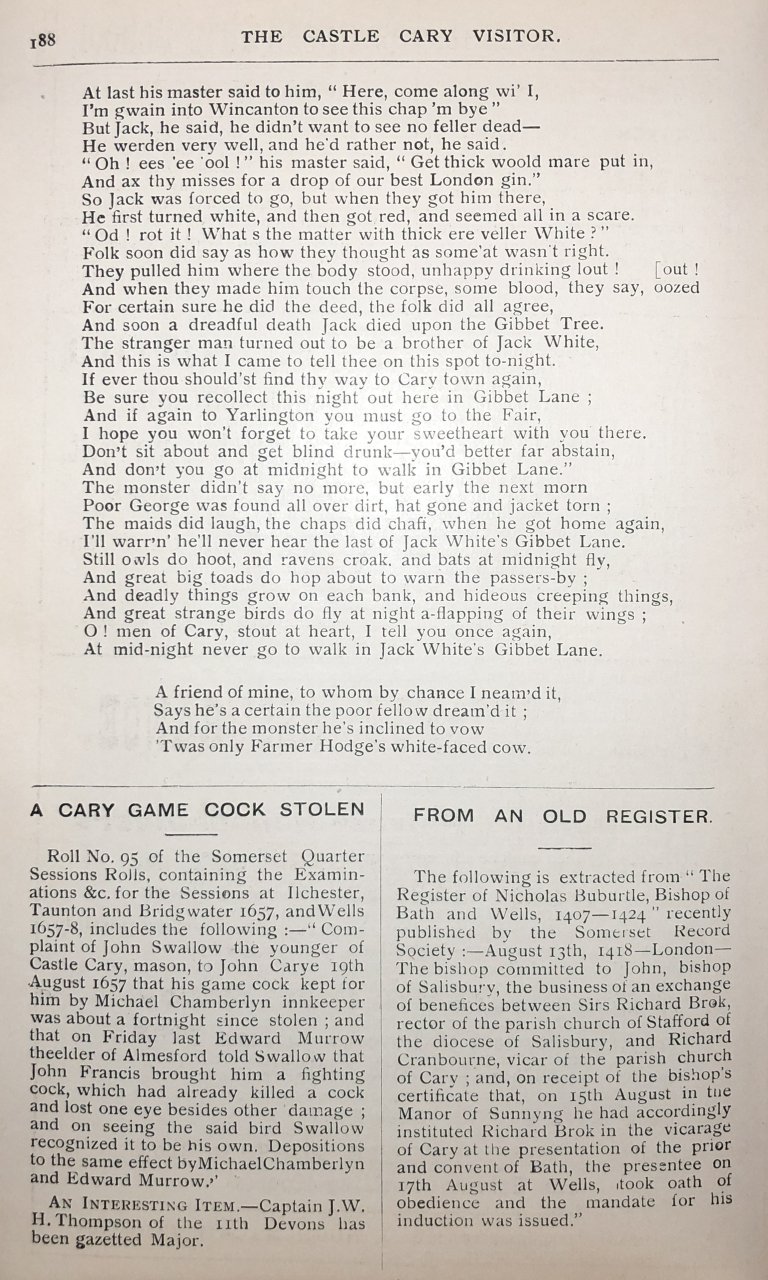 188
THE CASTLE CARY VISITOR.
At last his master said to him, “ Here, come along wi' I,
I'm gwain into Wincanton to see this chap 'm bye ”
But Jack, he said, he didn't want to see no feller dead—
He werden very well, and he'd rather not, he said.
“ Oh ! ees 'ee 'ool ! ” his master said, “ Get thick woold mare put in,
And ax thy misses for a drop of our best London gin.”
So Jack was forced to go, but when they got him there,
He first turned white, and then got red, and seemed all in a scare.
“ Od ! rot it ! What s the matter with thick ere veller White ? ”
Folk soon did say as how they thought as some'at wasn't right.
They pulled him where the body stood, unhappy drinking lout ! [out !
And when they made him touch the corpse, some blood, they say, oozed
For certain sure he did the deed, the folk did all agree,
And soon a dreadful death Jack died upon the Gibbet Tree.
The stranger man turned out to be a brother of Jack White,
And this is what I came to tell thee on this spot to-night.
If ever thou should'st find thy way to Cary town again,
Be sure you recollect this night out here in Gibbet Lane ;
And if again to Yarlington you must go to the Fair,
I hope you won't forget to take your sweetheart with you there.
Don't sit about and get blind drunk—you'd better far abstain,
And don't you go at midnight to walk in Gibbet Lane.”
The monster didn't say no more, but early the next morn
Poor George was found all over dirt, hat gone and jacket torn ;
The maids did laugh, the chaps did chaff, when he got home again,
I'll warr'n' he'll never hear the last of Jack White's Gibbet Lane.
Still owls do hoot, and ravens croak. and bats at midnight fly,
And great big toads do hop about to warn the passers-by ;
And deadly things grow on each bank, and hideous creeping things,
And great strange birds do fly at night a-flapping of their wings ;
O ! men of Cary, stout at heart, I tell you once again,
At mid-night never go to walk in Jack White's Gibbet Lane.
A friend of mine, to whom by chance I neam'd it,
Says he's a certain the poor fellow dream'd it ;
And for the monster he's inclined to vow
'Twas only Farmer Hodge's white-faced cow.
A CARY GAME COCK STOLEN
Roll No. 95 of the Somerset Quarter
Sessions Rolls, containing the Examin-
ations &c. for the Sessions at Ilchester,
Taunton and Bridgwater 1657, and Wells
1657-8, includes the following :—“ Com-
plaint of John Swallow the younger of
Castle Cary, mason, to John Carye 19th
August 1657 that his game cock kept for
him by Michael Chamberlyn innkeeper
was about a fortnight since stolen ; and
that on Friday last Edward Murrow
theelder of Almesford told Swallow that
John Francis brought him a fighting
cock, which had already killed a cock
and lost one eye besides other damage ;
and on seeing the said bird Swallow
recognized it to be his own. Depositions
to the same effect by Michael Chamberlyn
and Edward Murrow.”
AN INTERESTING ITEM.—Captain J.W.
H. Thompson of the 11th Devons has
been gazetted Major.
FROM AN OLD REGISTER.
The following is extracted from “ The
Register of Nicholas Buburtle, Bishop of
Bath and Wells, 1407—1424 ” recently
published by the Somerset Record
Society :—August 13th, 1418—London—
The bishop committed to John, bishop
of Salisbury, the business of an exchange
of benefices between Sirs Richard Brok,
rector of the parish church of Stafford of
the diocese of Salisbury, and Richard
Cranbourne, vicar of the parish church
of Cary ; and, on receipt of the bishop's
certificate that, on 15th August in the
Manor of Sunnyng he had accordingly
instituted Richard Brok in the vicarage
of Cary at the presentation of the prior
and convent of Bath, the presentee on
17th August at Wells, took oath of
obedience and the mandate for his
induction was issued.”